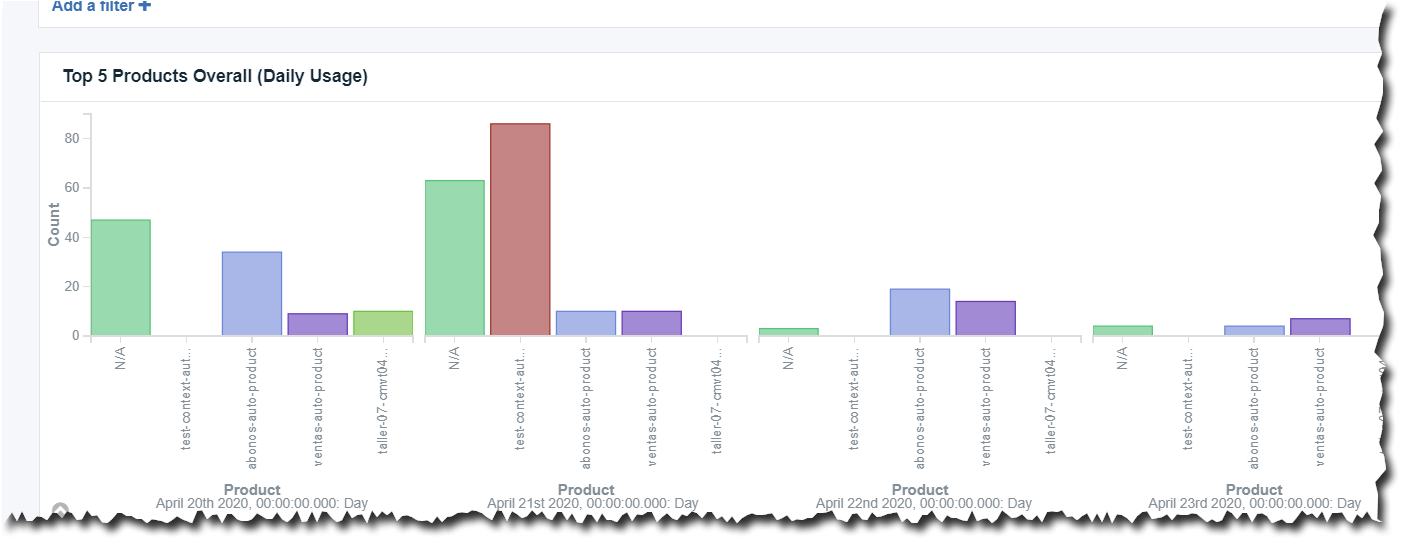 Add a filter +
Top 5 Products Overall (Daily Usage)
Count
80
60
40
20
0
N/A
test-context-aut...
abonos-auto-product
ventas-auto-product
taller-07-cmvt04...
N/A
test-context-aut...
abonos-auto-product
ventas-auto-product
taller-07-cmvt04...
N/A
test-context-aut...
abonos-auto-product
ventas-auto-product
taller-07-cmvt04...
N/A
test-context-aut...
abonos-auto-product
ventas-auto-product
Product
April 20th 2020, 00:00:00.000: Day
Product
April 21st 2020, 00:00:00.000: Day
Product
April 22nd 2020, 00:00:00.000: Day
Product
April 23rd 2020, 00:00:00.000: Day